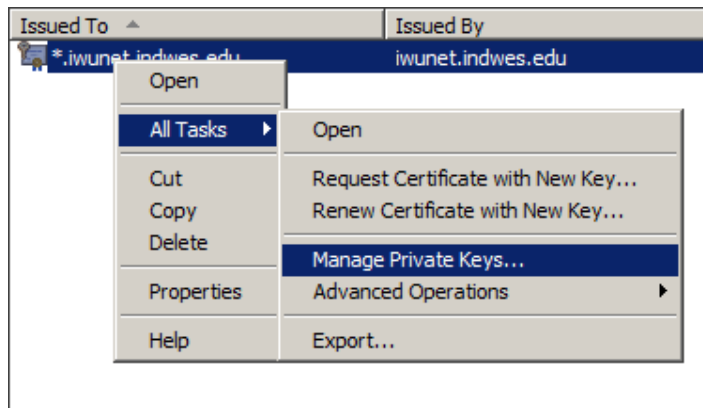 Issued To Issued By
*.iwunet.indwes.edu iwunet.indwes.edu
Open
All Tasks
Cut
Copy
Delete
Properties
Help
Open
Request Certificate with New Key...
Renew Certificate with New Key...
Manage Private Keys...
Advanced Operations
Export...